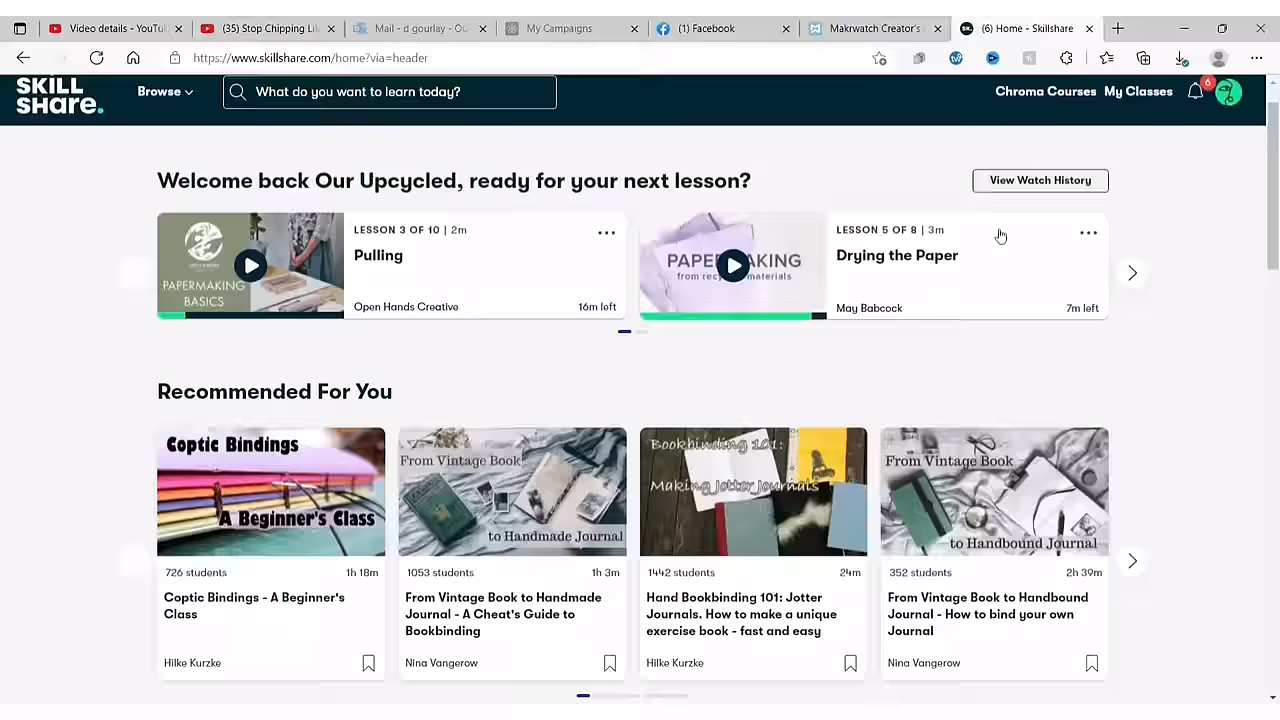 Video details - YouTu
(35) Stop Chipping Li
Mail - d gourlay - Ou
My Campaigns
(1) Facebook
Makrwatch Creator's
(6) Home - Skillshare
https://www.skillshare.com/home?via=header
SKILL
SHARE.
Browse
What do you want to learn today?
Chroma Courses
My Classes
6
Welcome back Our Upcycled, ready for your next lesson?
View Watch History
PAPERMAKING
BASICS
LESSON 3 OF 10 | 2m
Pulling
Open Hands Creative
16m left
PAPERMAKING
from recycled materials
LESSON 5 OF 8 | 3m
Drying the Paper
May Babcock
7m left
Recommended For You
Coptic Bindings
A Beginner's Class
726 students
1h 18m
Coptic Bindings - A Beginner's
Class
Hilke Kurzke
From Vintage Book
to Handmade Journal
1053 students
1h 3m
From Vintage Book to Handmade
Journal - A Cheat's Guide to
Bookbinding
Nina Vangerow
Bookbinding 101:
Making Jotter Journals
1442 students
24m
Hand Bookbinding 101: Jotter
Journals. How to make a unique
exercise book - fast and easy
Hilke Kurzke
From Vintage Book
to Handbound Journal
352 students
2h 39m
From Vintage Book to Handbound
Journal - How to bind your own
Journal
Nina Vangerow